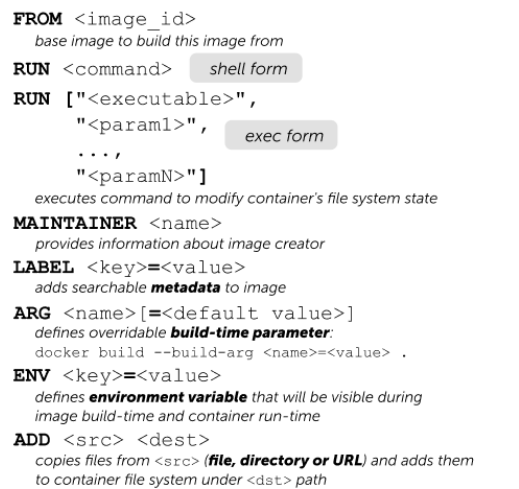 FROM <image_id>
base image to build this image from
RUN <command> shell form
RUN ["<executable>",
"<param1>",
exec form
...,
"<paramN>"]
executes command to modify container's file system state
MAINTAINER <name>
provides information about image creator
LABEL <key>=<value>
adds searchable metadata to image
ARG <name>[=<default value>]
defines overridable build-time parameter:
docker build --build-arg <name>=<value> .
ENV <key>=<value>
defines environment variable that will be visible during
image build-time and container run-time
ADD <src> <dest>
copies files from <src> (file, directory or URL) and adds them
to container file system under <dst> path